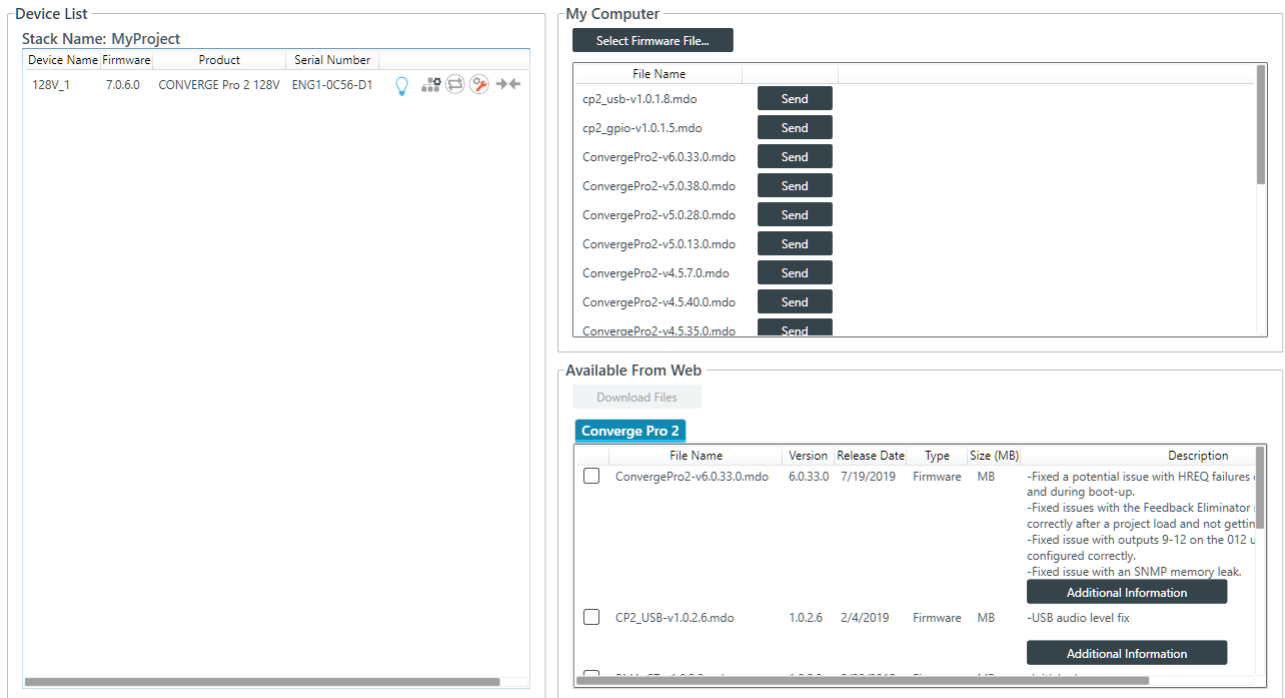 Device List
Stack Name: MyProject
Device Name Firmware Product Serial Number
128V_1 7.0.6.0 CONVERGE Pro 2 128V ENG1-0C56-D1
My Computer
Select Firmware File...
File Name
cp2_usb-v1.0.1.8.mdo Send
cp2_gpio-v1.0.1.5.mdo Send
ConvergePro2-v6.0.33.0.mdo Send
ConvergePro2-v5.0.38.0.mdo Send
ConvergePro2-v5.0.28.0.mdo Send
ConvergePro2-v5.0.13.0.mdo Send
ConvergePro2-v4.5.7.0.mdo Send
ConvergePro2-v4.5.40.0.mdo Send
ConvergePro2-v4.5.35.0.mdo Send
Available From Web
Download Files
Converge Pro 2
File Name Version Release Date Type Size (MB) Description
ConvergePro2-v6.0.33.0.mdo 6.0.33.0 7/19/2019 Firmware MB -Fixed a potential issue with HREQ failures
and during boot-up.
-Fixed issues with the Feedback Eliminator
correctly after a project load and not gettin
-Fixed issue with outputs 9-12 on the 012 u
configured correctly.
-Fixed issue with an SNMP memory leak.
Additional Information
CP2_USB-v1.0.2.6.mdo 1.0.2.6 2/4/2019 Firmware MB -USB audio level fix
Additional Information